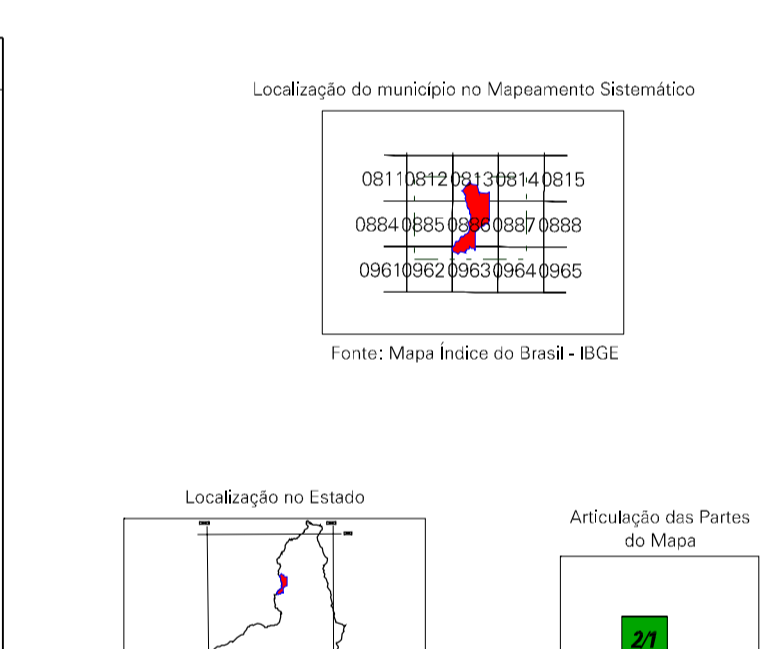 Localização do município no Mapeamento Sistemático
0811 0812 0813 0814 0815
0884 0885 0886 0887 0888
0961 0962 0963 0964 0965
Fonte: Mapa Índice do Brasil - IBGE
Localização no Estado
Articulação das Partes
do Mapa
2/1